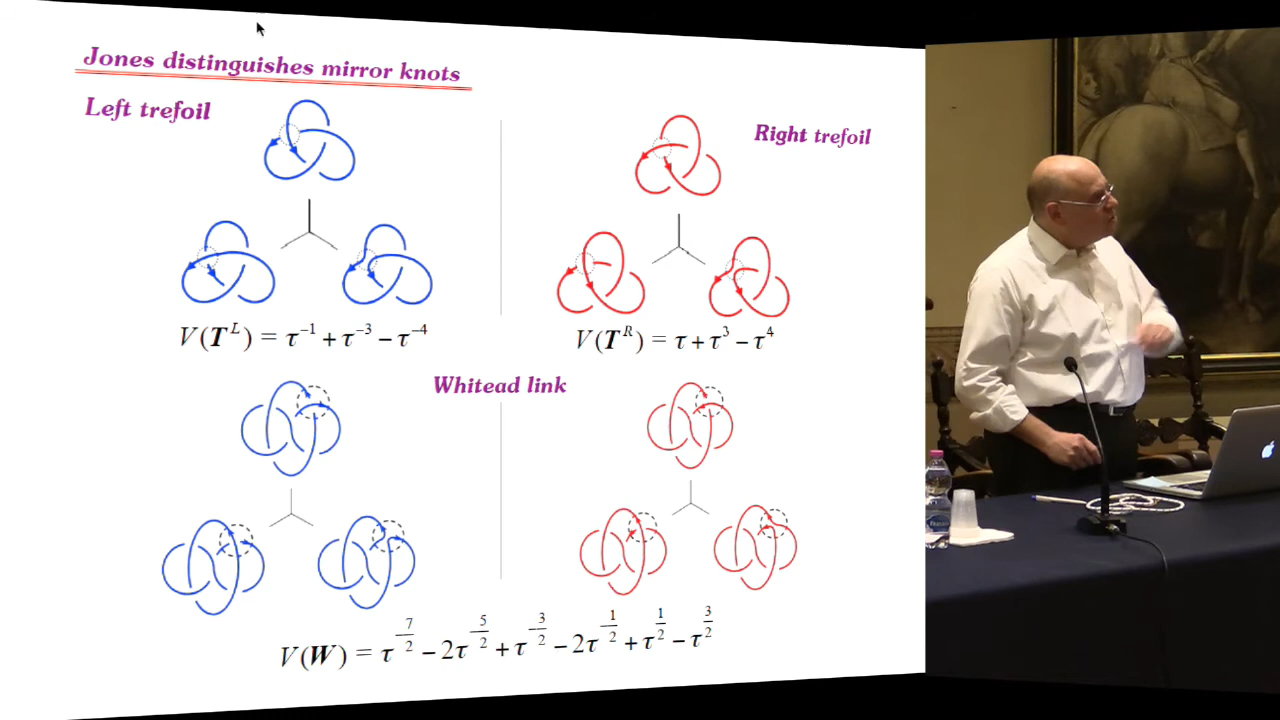 Jones distinguishes mirror knots
Left trefoil
Right trefoil
V(T^L) = τ^-1 + τ^-3 − τ^-4
V(T^R) = τ + τ^3 − τ^4
Whitead link
V(W) = τ^-7/2 − 2τ^-5/2 + τ^-3/2 − 2τ^-1/2 + τ^1/2 − τ^3/2